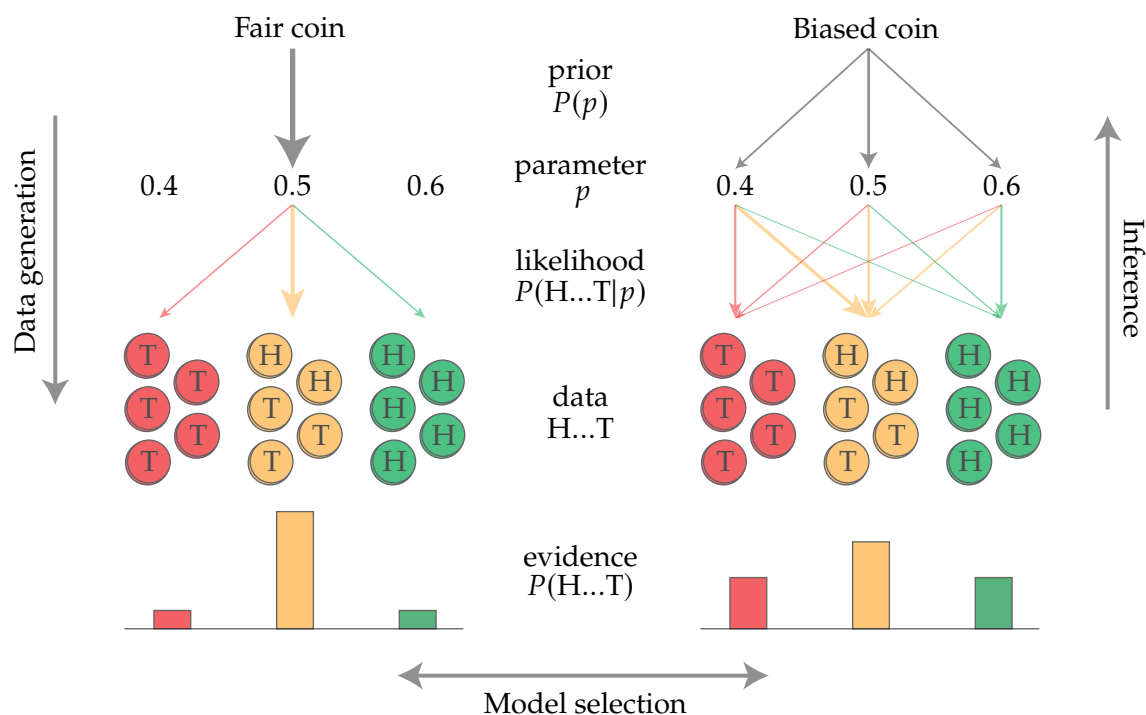 Fair coin
Biased coin
prior
P(p)
Data generation
Inference
parameter
p
0.4 0.5 0.6
0.4 0.5 0.6
likelihood
P(H...T|p)
T H H
T H H
T T H
T T H
T T H
data
H...T
T H H
T H H
T T H
T T H
T T H
evidence
P(H...T)
Model selection